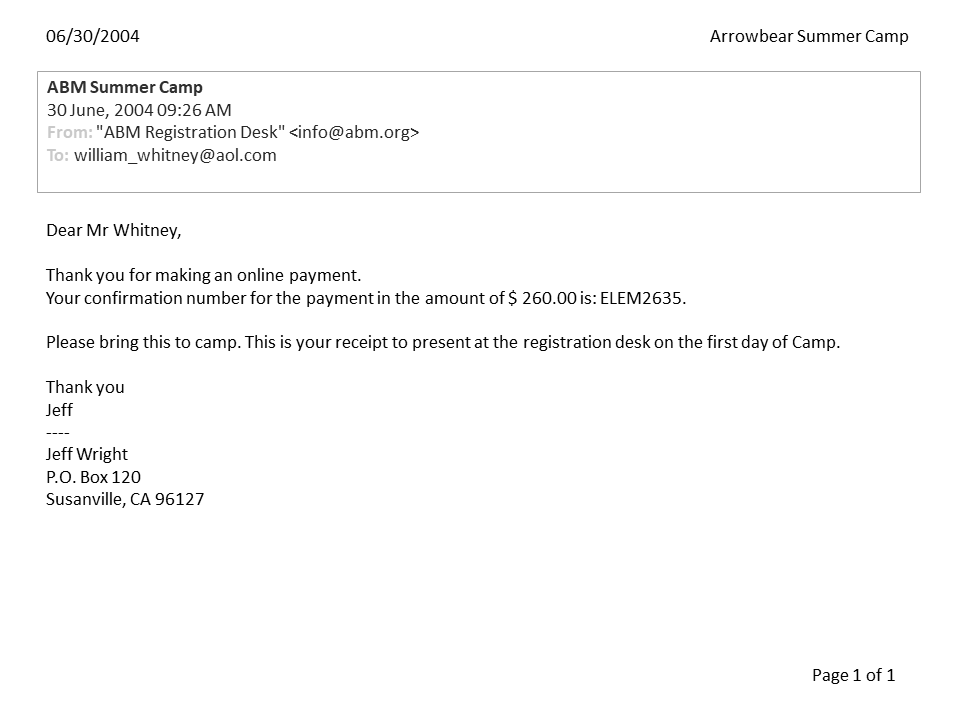 06/30/2004 Arrowbear Summer Camp
ABM Summer Camp
30 June, 2004 09:26 AM
From: "ABM Registration Desk" <info@abm.org>
To: william_whitney@aol.com
Dear Mr Whitney,
Thank you for making an online payment.
Your confirmation number for the payment in the amount of $ 260.00 is: ELEM2635.
Please bring this to camp. This is your receipt to present at the registration desk on the first day of Camp.
Thank you
Jeff
----
Jeff Wright
P.O. Box 120
Susanville, CA 96127
Page 1 of 1